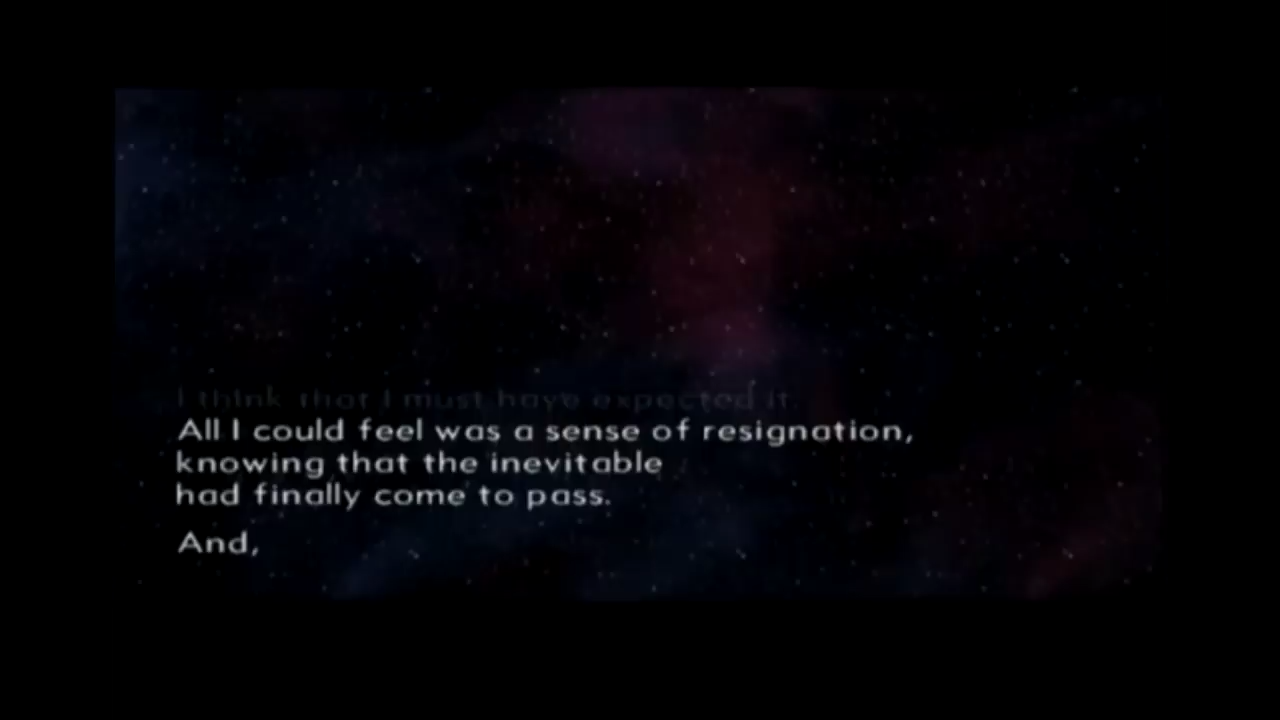 I think that I must have expected it.
All I could feel was a sense of resignation,
knowing that the inevitable
had finally come to pass.
And,